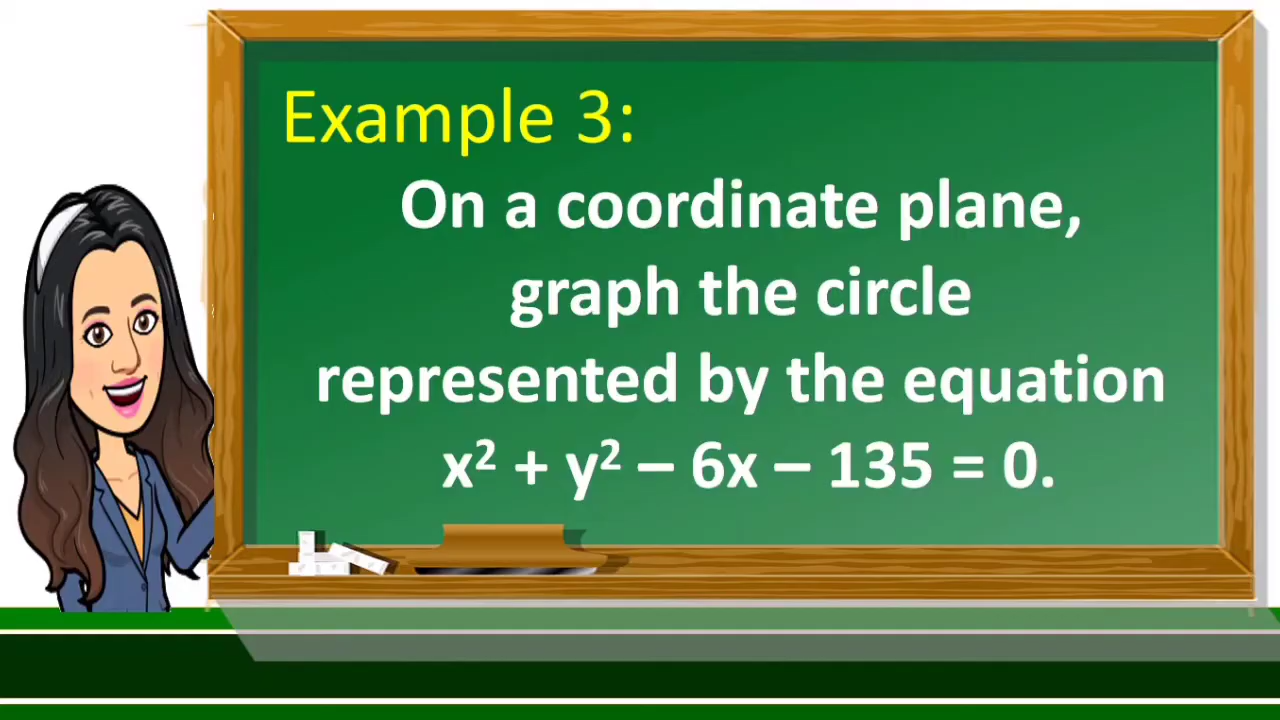 Example 3:
On a coordinate plane,
graph the circle
represented by the equation
x² + y² – 6x – 135 = 0.